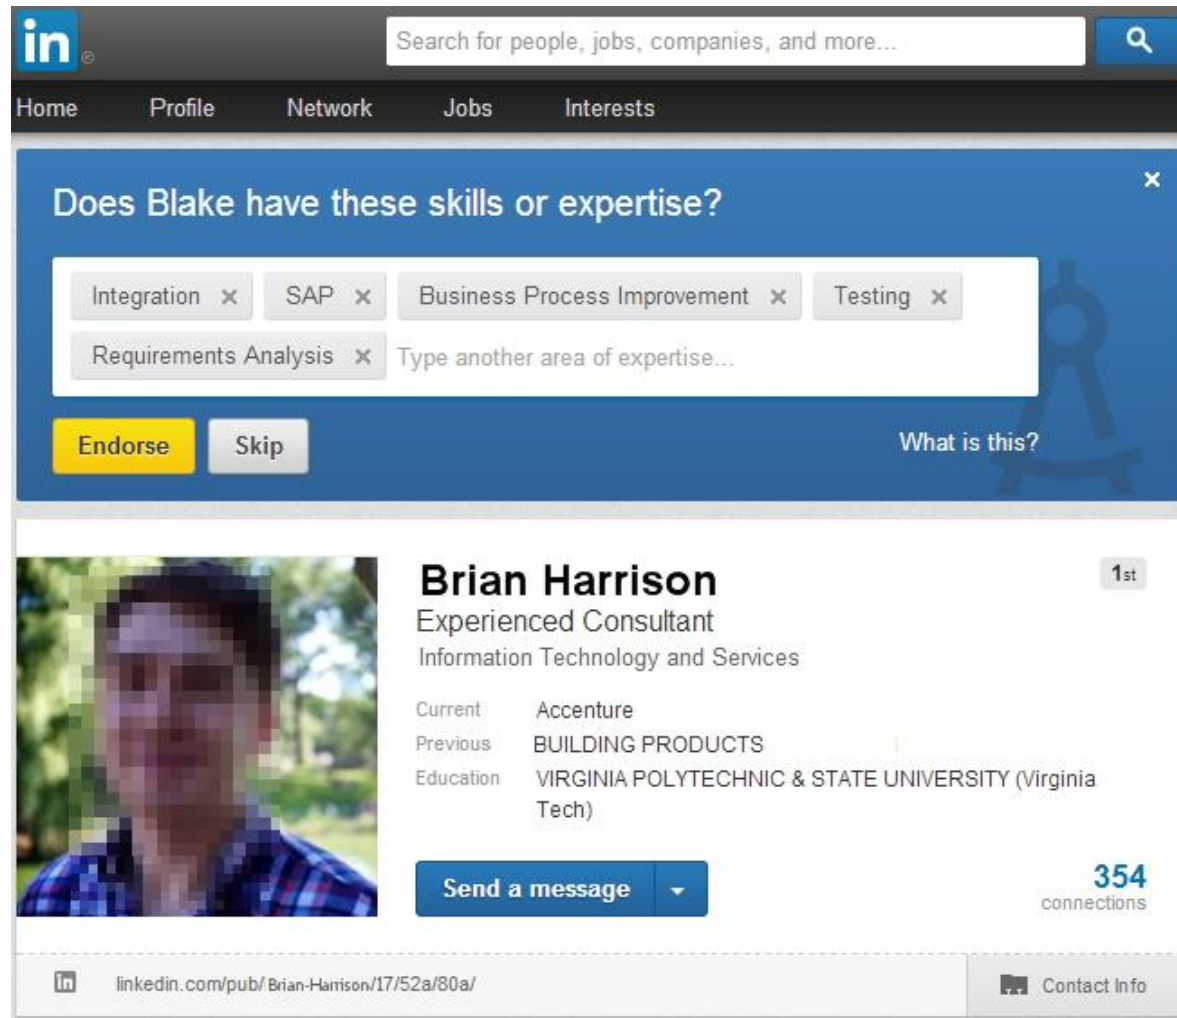 in®
Search for people, jobs, companies, and more...
Home Profile Network Jobs Interests
Does Blake have these skills or expertise?
Integration SAP Business Process Improvement Testing
Requirements Analysis Type another area of expertise...
Endorse Skip What is this?
Brian Harrison 1st
Experienced Consultant
Information Technology and Services
Current Accenture
Previous BUILDING PRODUCTS
Education VIRGINIA POLYTECHNIC & STATE UNIVERSITY (Virginia
Tech)
Send a message 354
connections
in linkedin.com/pub/Brian-Harrison/17/52a/80a/ Contact Info